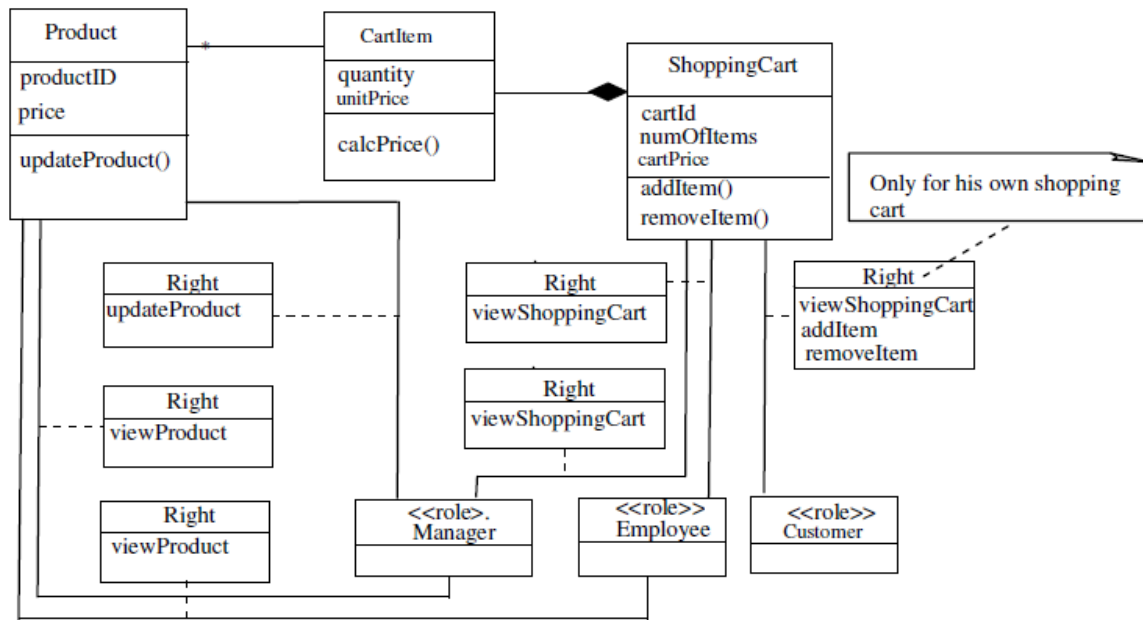 Product
productID
price
updateProduct()
*
CartItem
quantity
unitPrice
calcPrice()
ShoppingCart
cartId
numOfItems
cartPrice
addItem()
removeItem()
Only for his own shopping
cart
Right
updateProduct
Right
viewShoppingCart
Right
viewShoppingCart
addItem
removeItem
Right
viewProduct
Right
viewShoppingCart
Right
viewProduct
<<role>.
Manager
<<role>>
Employee
<<role>>
Customer